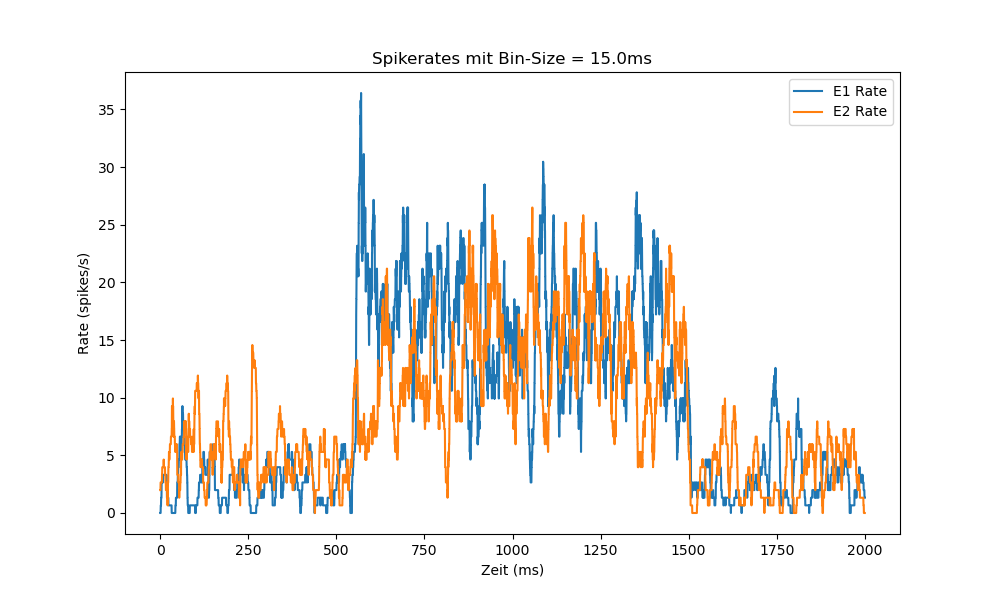 Spikerates mit Bin-Size = 15.0ms
E1 Rate
E2 Rate
Rate (spikes/s)
35
30
25
20
15
10
5
0
0 250 500 750 1000 1250 1500 1750 2000
Zeit (ms)